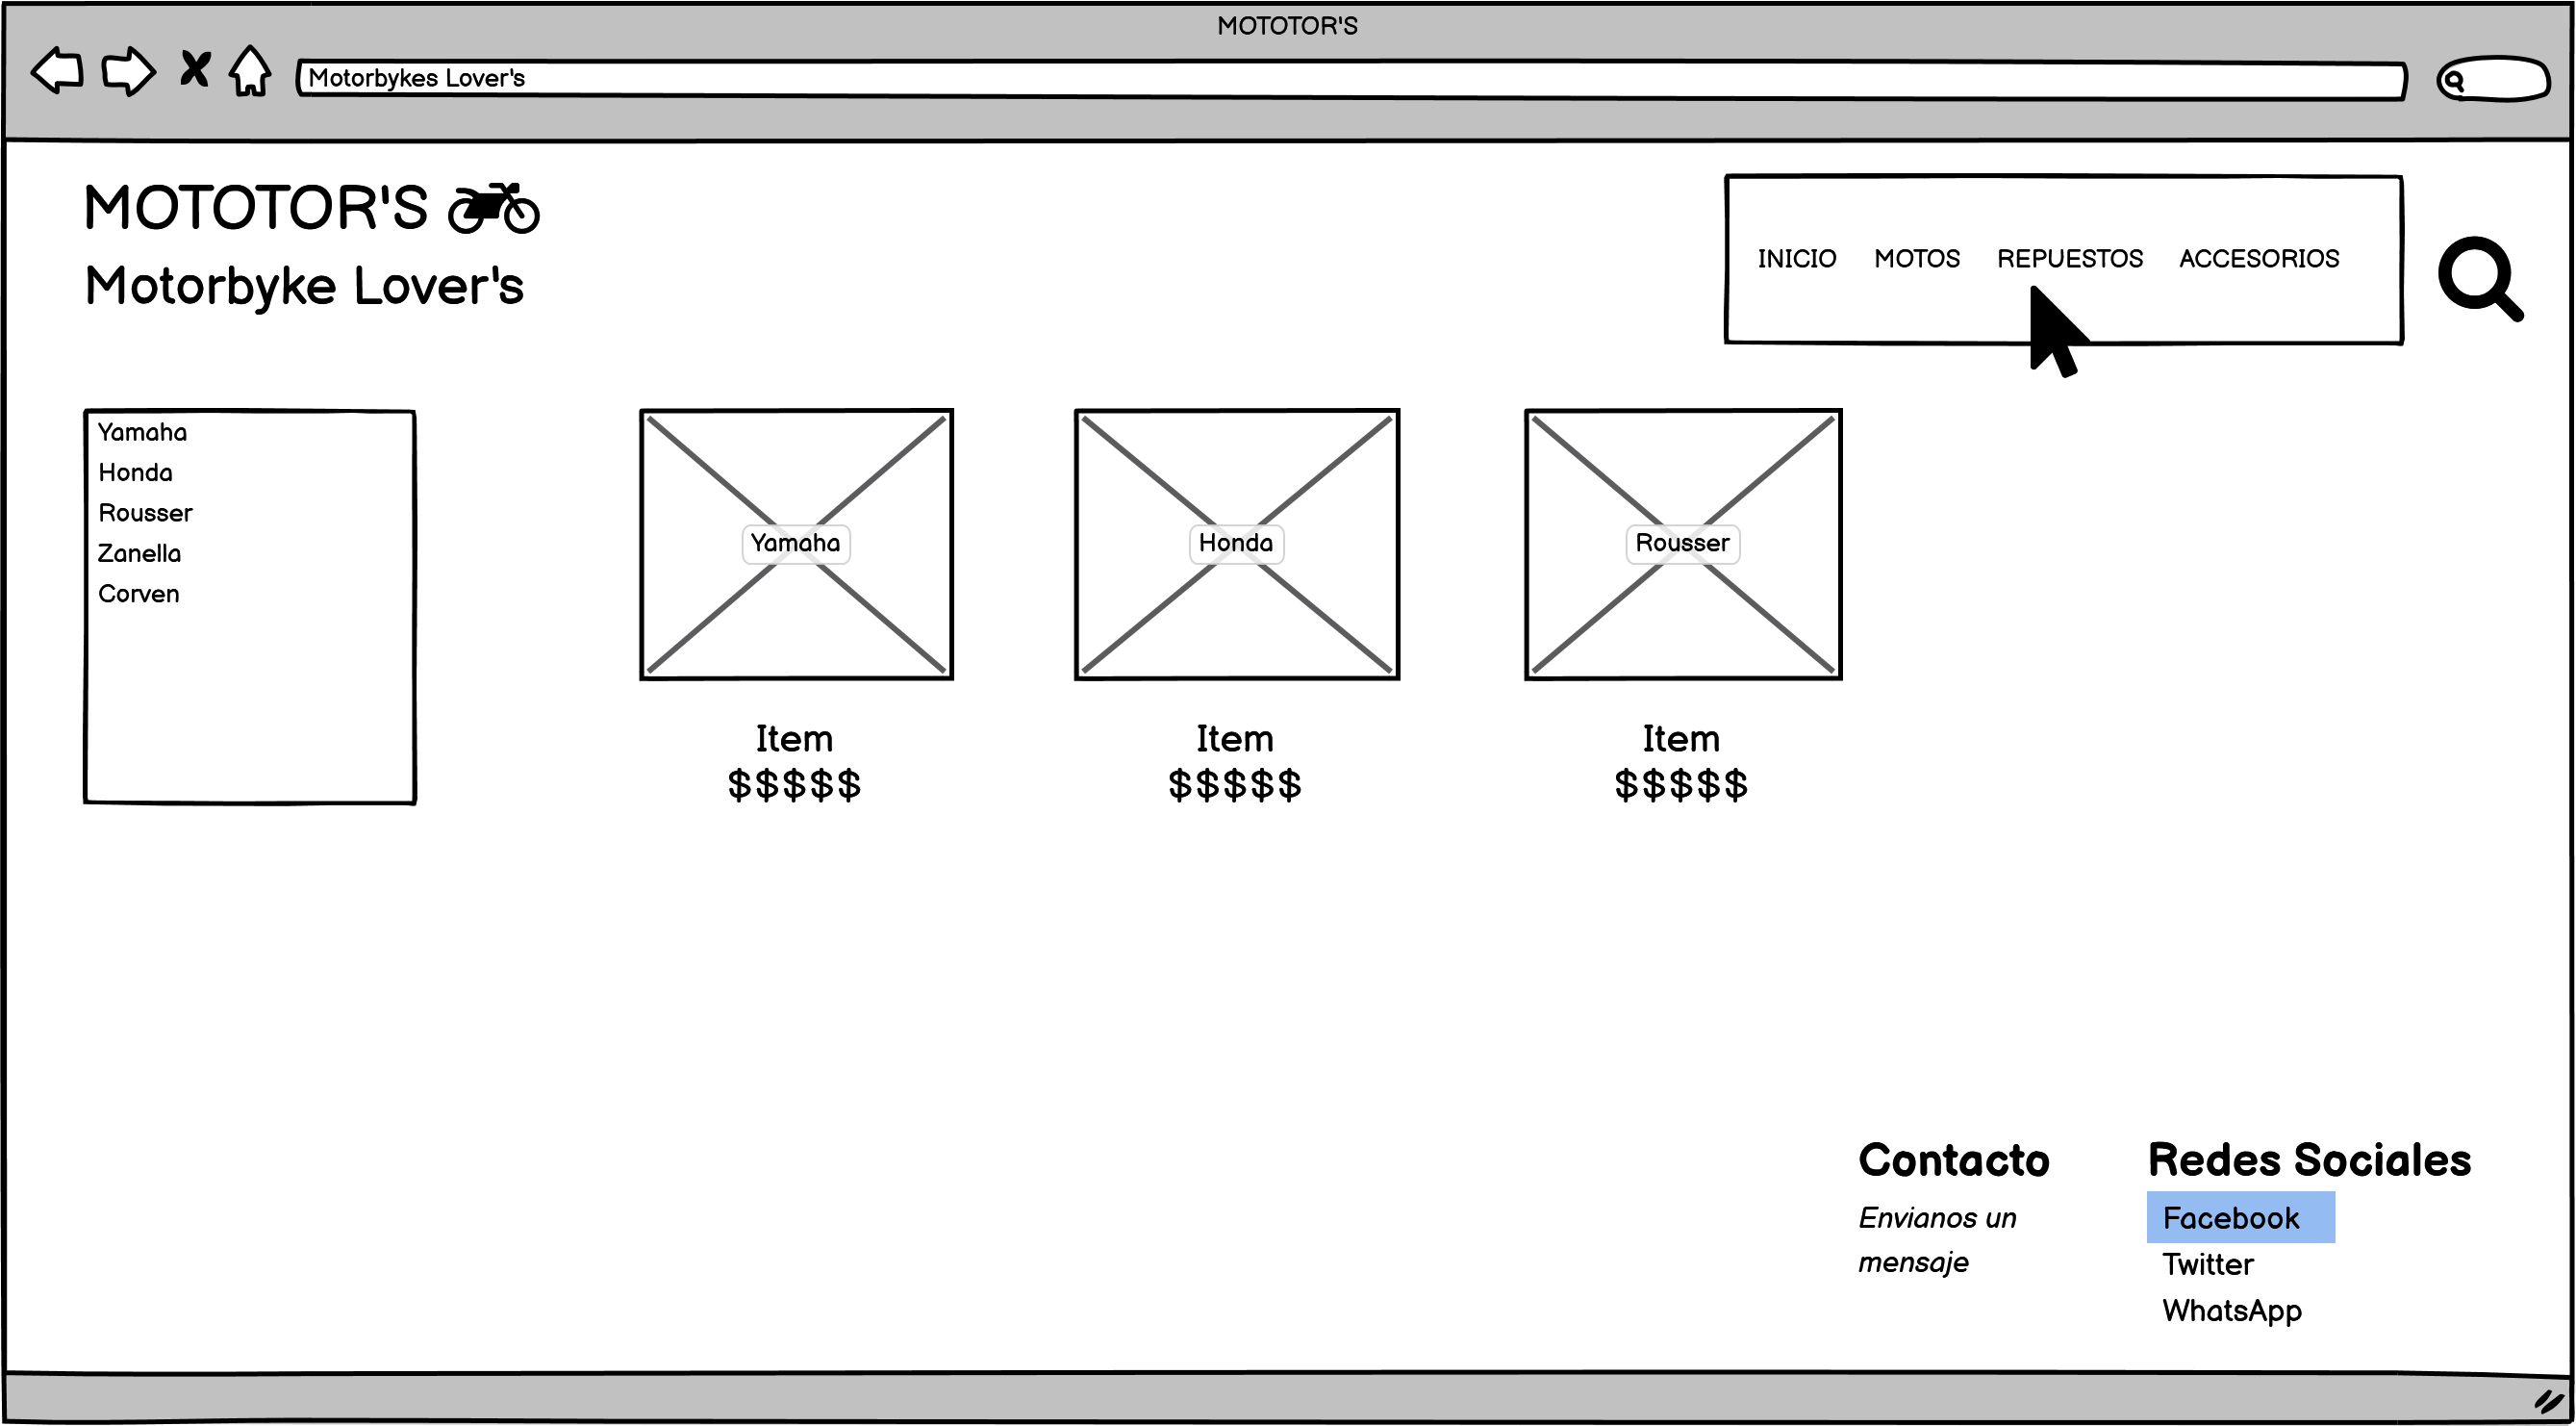 MOTOTOR'S
Motorbykes Lover's
MOTOTOR'S
Motorbyke Lover's
INICIO MOTOS REPUESTOS ACCESORIOS
Yamaha
Honda
Rousser
Zanella
Corven
Yamaha
Item
$$$$$
Honda
Item
$$$$$
Rousser
Item
$$$$$
Contacto
Envianos un
mensaje
Redes Sociales
Facebook
Twitter
WhatsApp